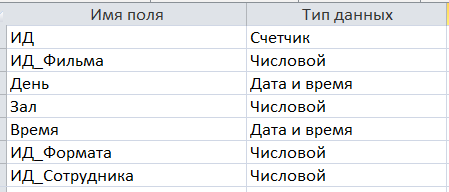 Имя поля Тип данных
ИД Счетчик
ИД_Фильма Числовой
День Дата и время
Зал Числовой
Время Дата и время
ИД_Формата Числовой
ИД_Сотрудника Числовой